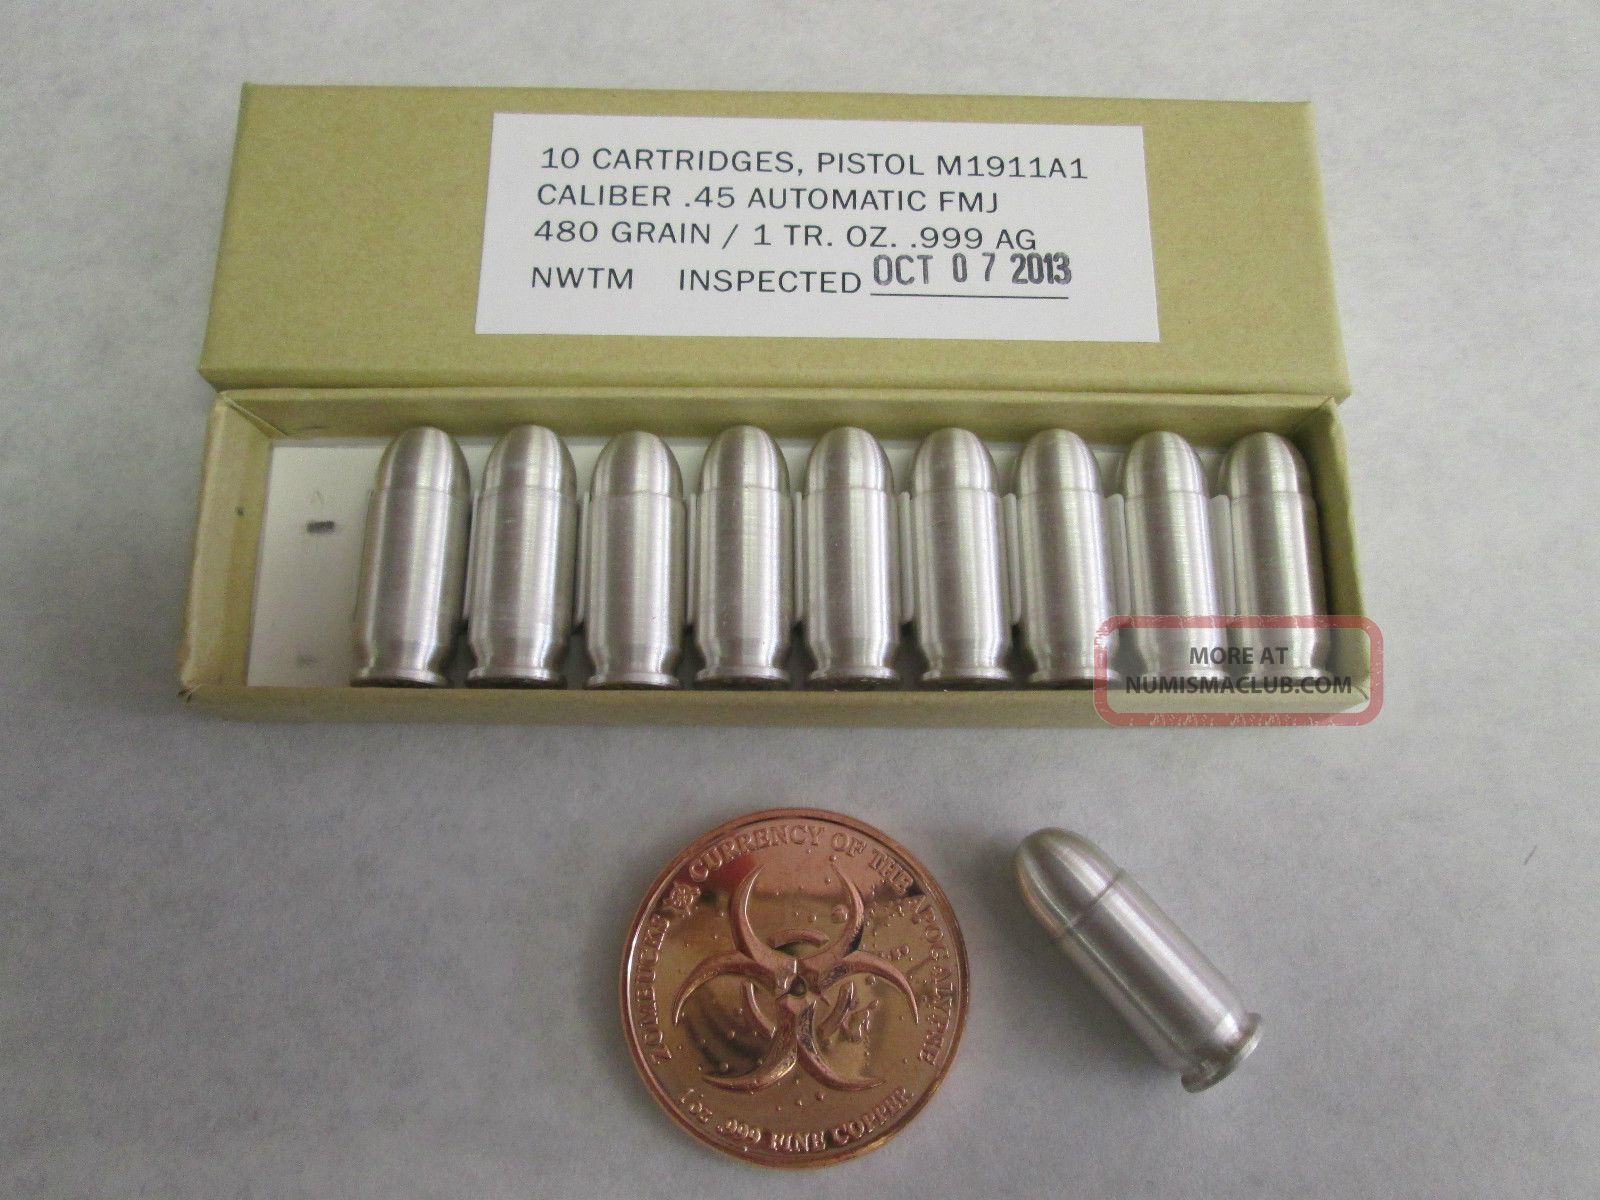 10 CARTRIDGES, PISTOL M1911A1
CALIBER .45 AUTOMATIC FMJ
480 GRAIN / 1 TR. OZ. .999 AG
NWTM INSPECTED OCT 07 2013
MORE AT
NUMISMACLUB.COM
ZOMBUCKS CURRENCY OF THE APOCALYPSE
1 oz .999 FINE COPPER